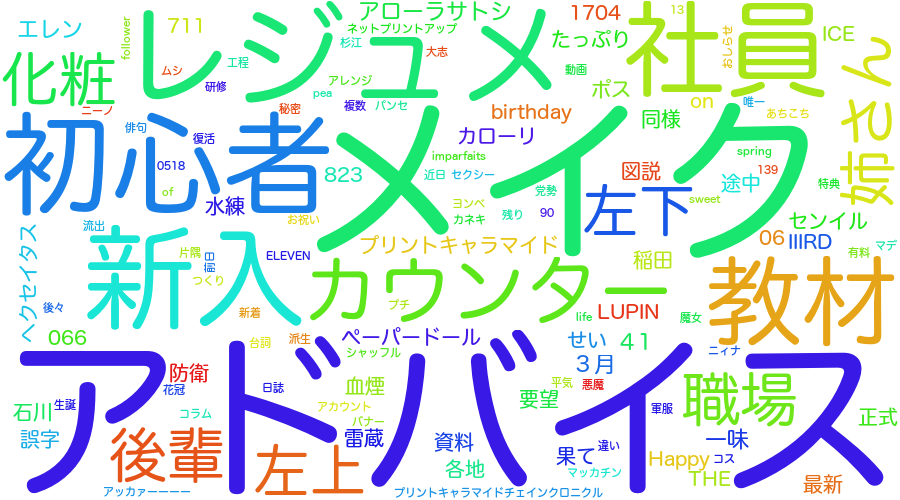 エレン
711
follower
レジュメ
アローラサトシ
ネットプリントアップ
1704
社員
13
ICE
姉さん
化粧
ムシ
工程
杉江
大志
たっぷり
おしらせ
ニーノ
研修
秘密
アレンジ
pea
複数
パンセ
動画
ポス
on
唯一
あちこち
初心者
俳句
復活
0518
of
水練
birthday
カローリ
同様
メイク
imparfaits
823
近日
セクシー
党勢
図説
途中
spring
139
特典
sweet
ヨンペ
カネキ
残り
90
左下
センイル
流出
お祝い
ヘクセイタス
新入
片隅
つくり
ELEVEN
プリントキャラマイド
稲田
06
IIIRD
有料
マデ
カウンター
教材
後々
新着
プチ
life
LUPIN
魔女
066
台詞
派生
ペーパードール
シャッフル
せい
41
3月
ニィナ
アドバイス
防衛
花冠
日誌
血煙
平気
悪魔
要望
軍服
職場
石川
生誕
コラム
アカウント
バナー
正式
誤字
後輩
左上
雷蔵
資料
各地
果て
違い
マッカチン
一味
Happy
コス
THE
最新
アッカァーーーー
プリントキャラマイドチェインクロニクル